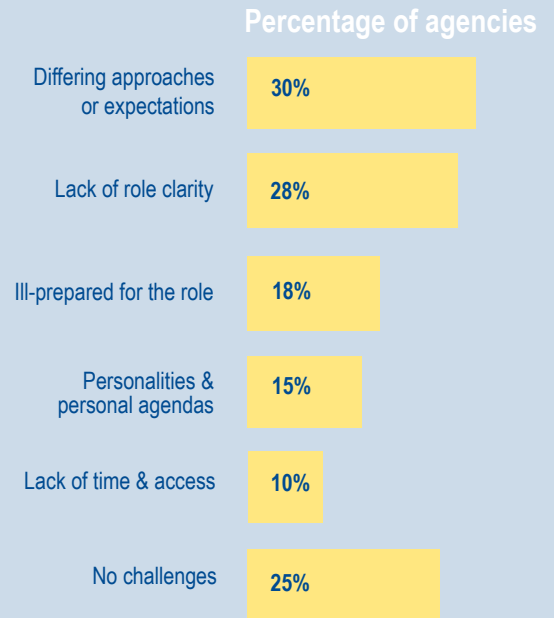 Percentage of agencies
Differing approaches
or expectations
30%
Lack of role clarity
28%
Ill-prepared for the role
18%
Personalities &
personal agendas
15%
Lack of time & access
10%
No challenges
25%